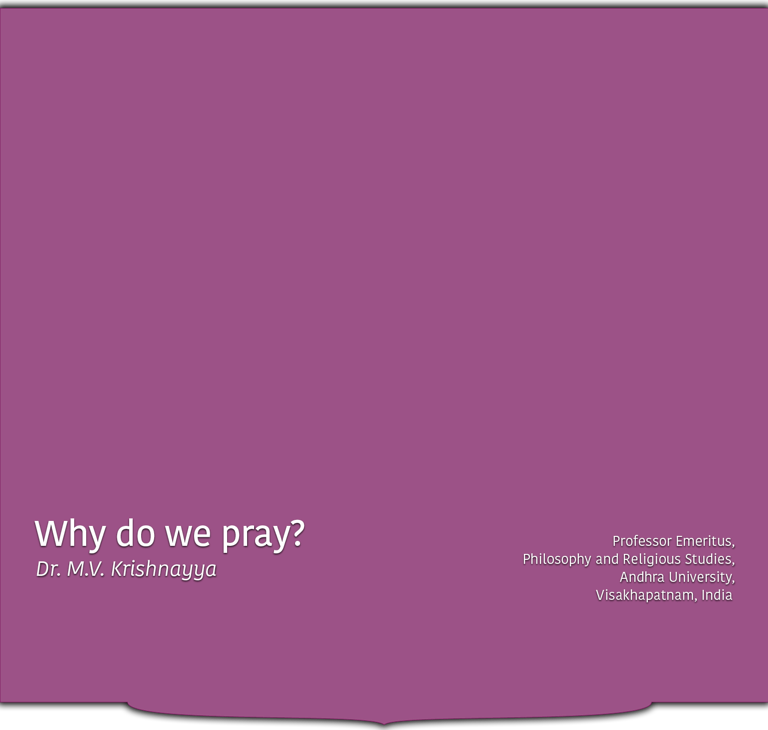 Why do we pray?
Dr. M.V. Krishnayya
Professor Emeritus,
Philosophy and Religious Studies,
Andhra University,
Visakhapatnam, India